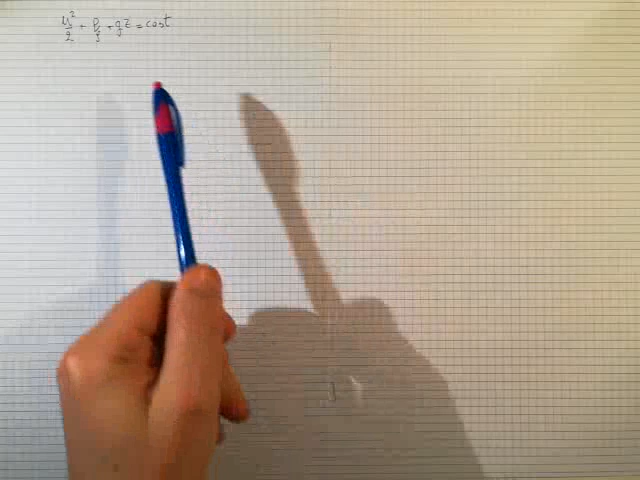 u²/2 + p/ρ + gz = cost